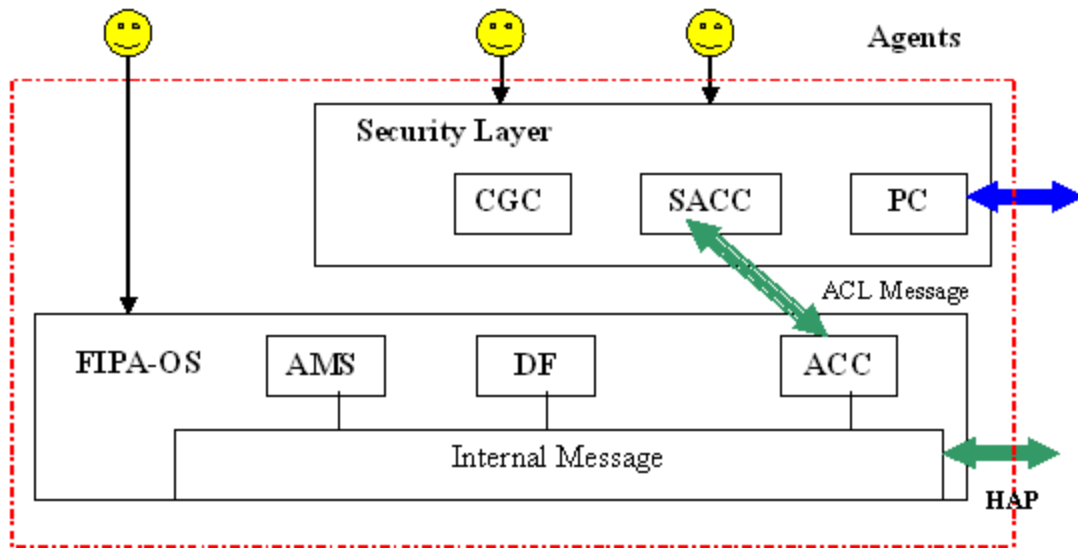 Agents
Security Layer
CGC
SACC
PC
ACL Message
FIPA-OS
AMS
DF
ACC
Internal Message
HAP